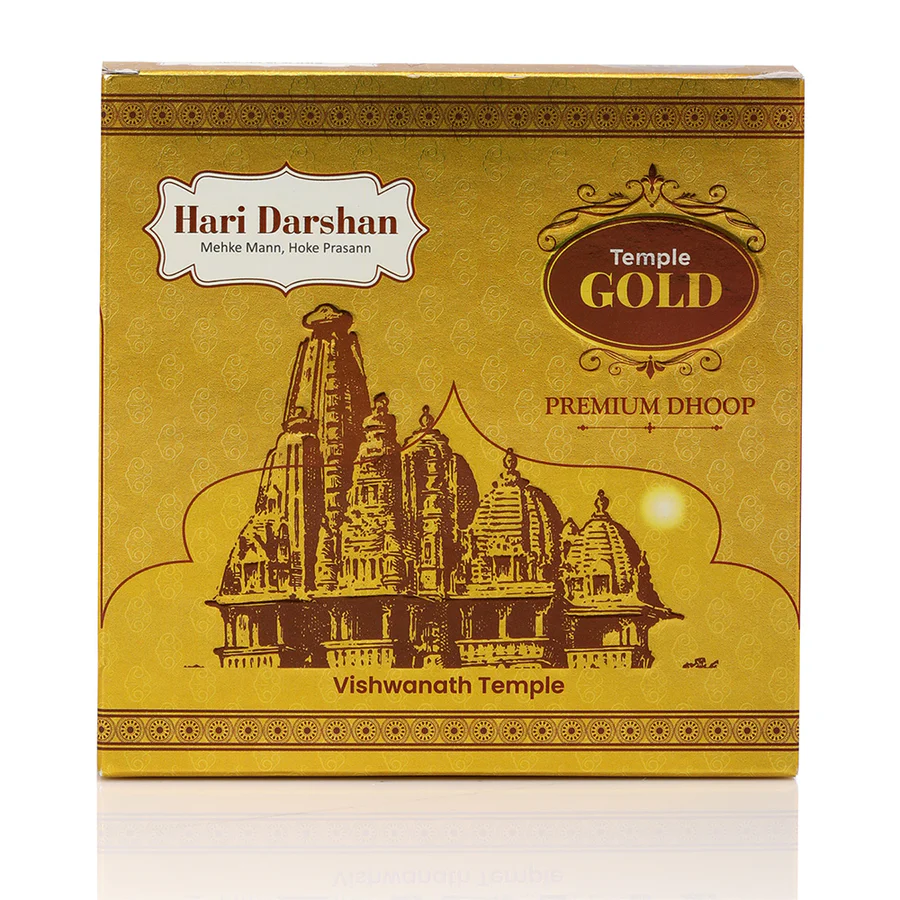 Hari Darshan
Mehke Mann, Hoke Prasann
Temple
GOLD
PREMIUM DHOOP
Vishwanath Temple